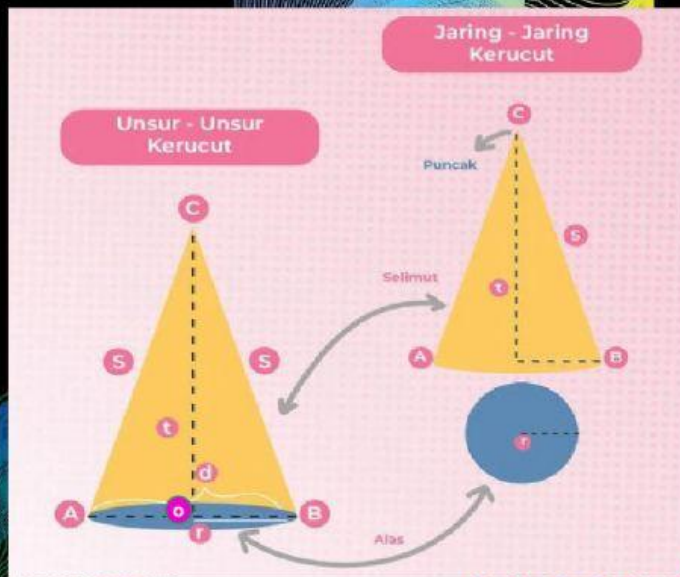 Jaring - Jaring
Kerucut
Unsur - Unsur
Kerucut
C
Puncak
C
S
Selimut
t
A
B
S
S
t
r
d
A
O
B
r
Alas